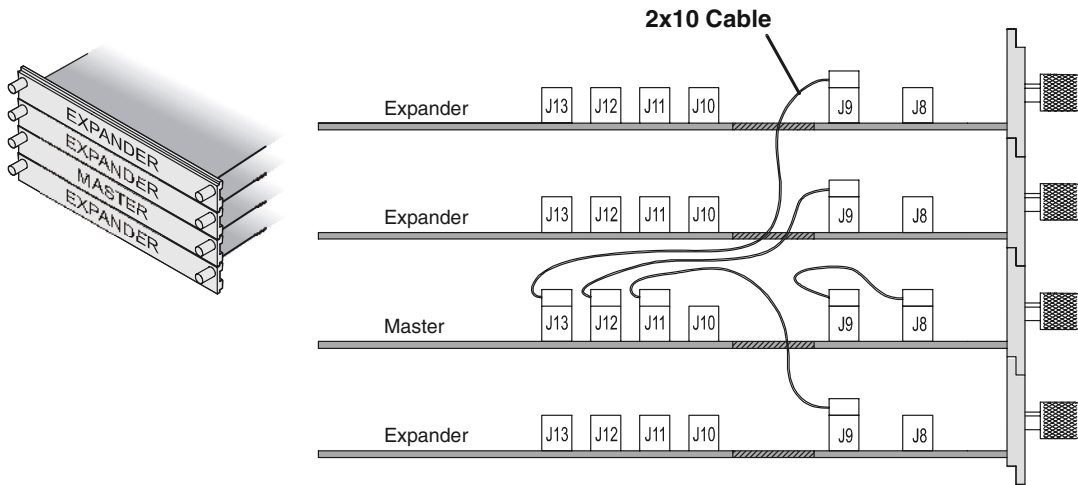 2x10 Cable
EXPANDER
EXPANDER
MASTER
EXPANDER
Expander J13 J12 J11 J10 J9 J8
Expander J13 J12 J11 J10 J9 J8
Master J13 J12 J11 J10 J9 J8
Expander J13 J12 J11 J10 J9 J8